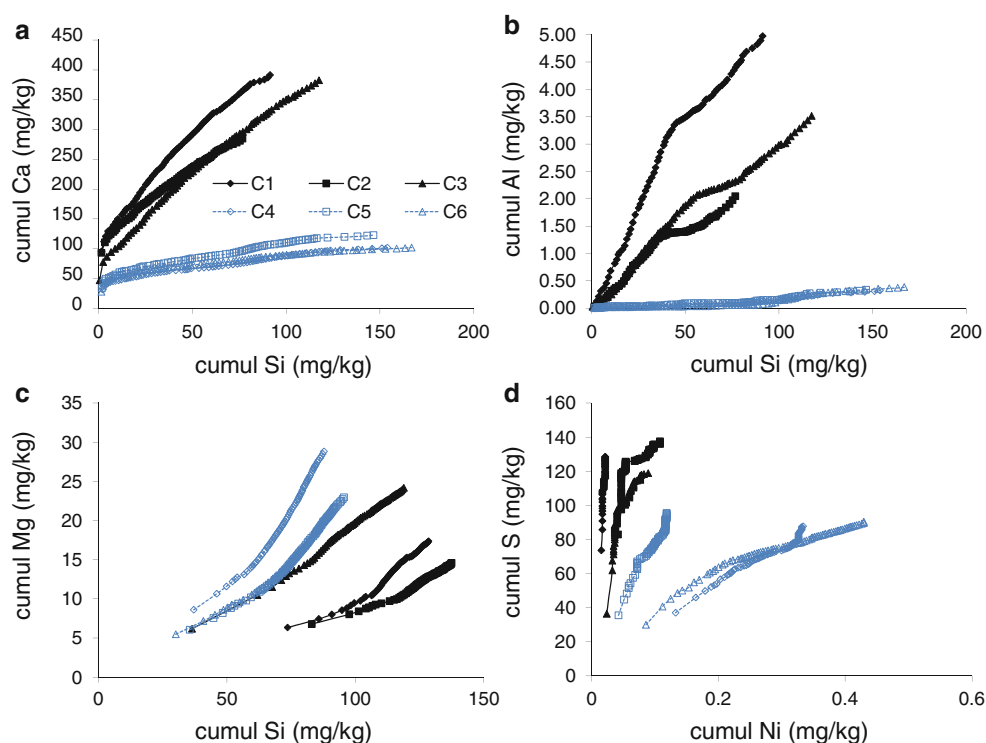 a
450
400
350
300
250
200
150
100
50
0
cumul Ca (mg/kg)
C1 C2 C3
C4 C5 C6
0 50 100 150 200
cumul Si (mg/kg)
b
5.00
4.50
4.00
3.50
3.00
2.50
2.00
1.50
1.00
0.50
0.00
cumul Al (mg/kg)
0 50 100 150 200
cumul Si (mg/kg)
c
35
30
25
20
15
10
5
0
cumul Mg (mg/kg)
0 50 100 150
cumul Si (mg/kg)
d
160
140
120
100
80
60
40
20
0
cumul S (mg/kg)
0 0.2 0.4 0.6
cumul Ni (mg/kg)